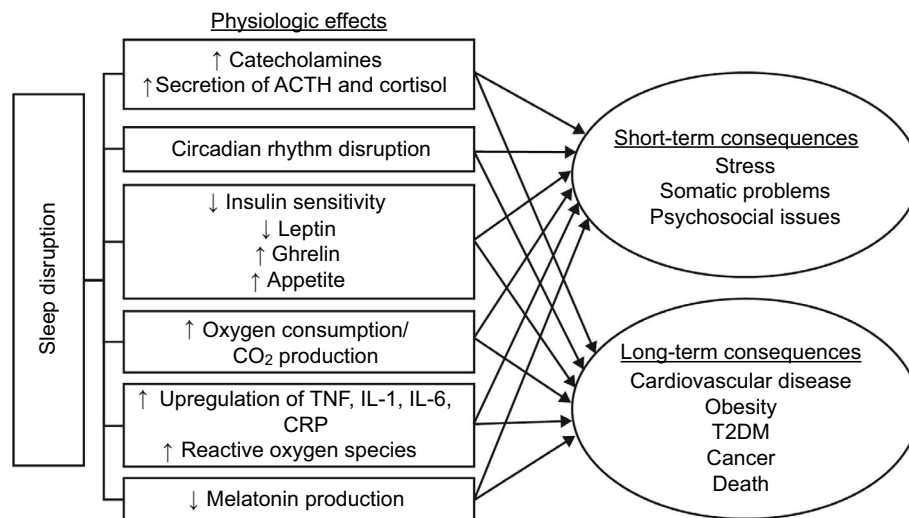 Physiologic effects
↑ Catecholamines
↑Secretion of ACTH and cortisol
Circadian rhythm disruption
↓ Insulin sensitivity
↓ Leptin
↑ Ghrelin
↑ Appetite
↑ Oxygen consumption/
CO₂ production
↑ Upregulation of TNF, IL-1, IL-6,
CRP
↑ Reactive oxygen species
↓ Melatonin production
Sleep disruption
Short-term consequences
Stress
Somatic problems
Psychosocial issues
Long-term consequences
Cardiovascular disease
Obesity
T2DM
Cancer
Death